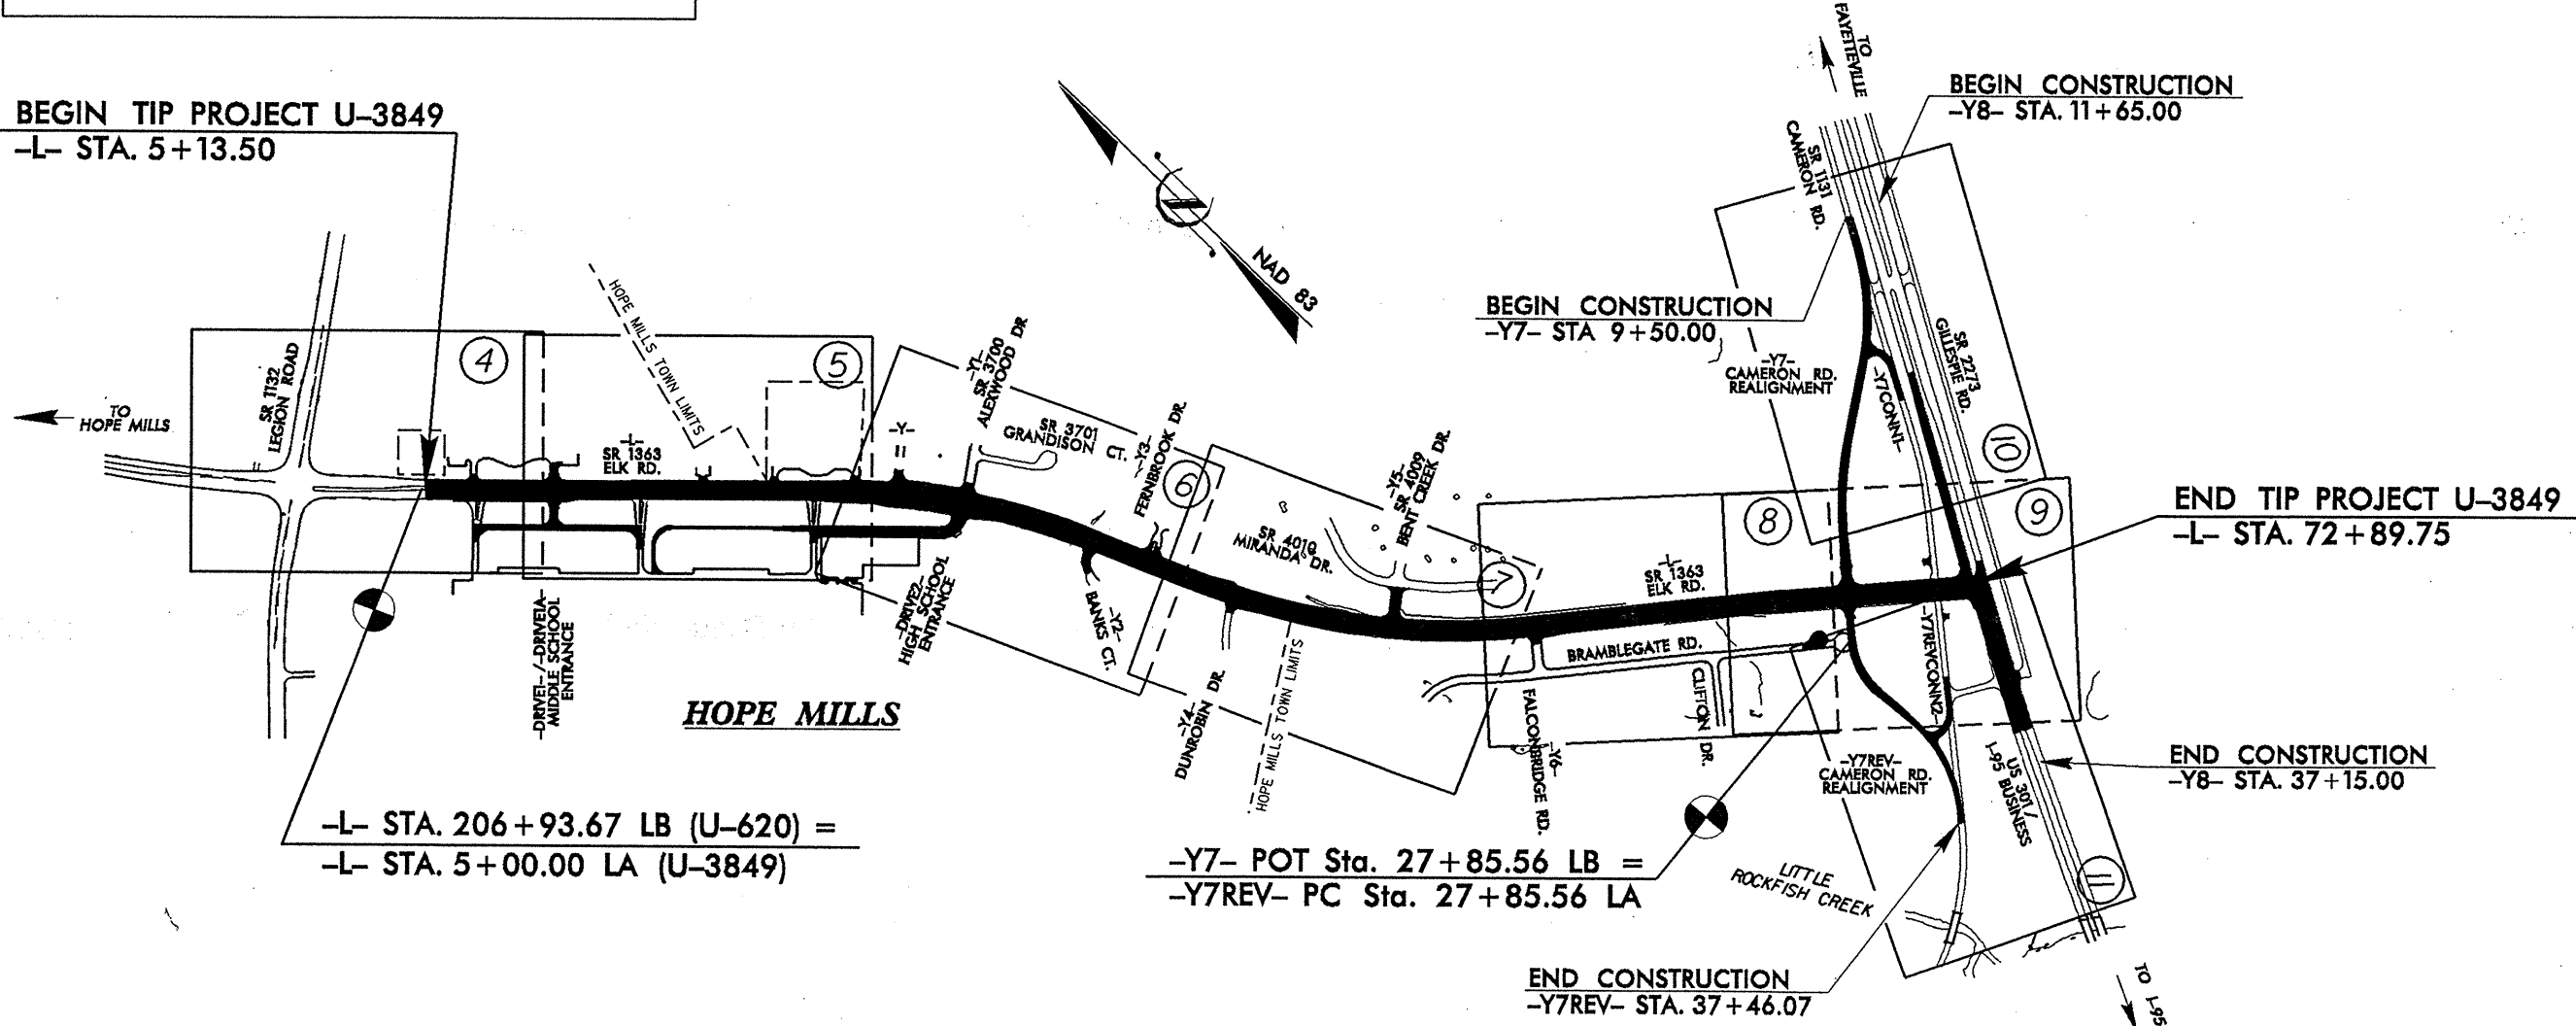 BEGIN TIP PROJECT U-3849
-L- STA. 5+13.50
TO
FAYETTEVILLE
BEGIN CONSTRUCTION
-Y8- STA. 11+65.00
SR 1131
CAMERON RD.
NAD 83
BEGIN CONSTRUCTION
-Y7- STA 9+50.00
-Y7-
CAMERON RD.
REALIGNMENT
-Y7CONN1-
SR 2273
GILLESPIE RD.
10
TO
HOPE MILLS
SR 1132
LEGION ROAD
4
HOPE MILLS TOWN LIMITS
5
-L-
SR 1363
ELK RD.
-Y-
-Y1-
SR 3700
ALEXWOOD DR
SR 3701
GRANDISON CT.
-Y3-
FERNBROOK DR.
6
SR 4010
MIRANDA DR.
-Y5-
SR 4009
BENT CREEK DR.
7
-L-
SR 1363
ELK RD.
8
9
END TIP PROJECT U-3849
-L- STA. 72+89.75
-DRIVE1-/-DRIVE1A-
MIDDLE SCHOOL
ENTRANCE
-DRIVE2-
HIGH SCHOOL
ENTRANCE
-Y2-
BANKS CT.
-Y4-
DUNROBIN DR.
HOPE MILLS TOWN LIMITS
BRAMBLEGATE RD.
-Y6-
FALCONBRIDGE RD.
CLIFTON DR.
-Y7REVCONN2-
-Y7REV-
CAMERON RD.
REALIGNMENT
US 301/
I-95 BUSINESS
END CONSTRUCTION
-Y8- STA. 37+15.00
HOPE MILLS
-L- STA. 206+93.67 LB (U-620) =
-L- STA. 5+00.00 LA (U-3849)
-Y7- POT Sta. 27+85.56 LB =
-Y7REV- PC Sta. 27+85.56 LA
LITTLE
ROCKFISH CREEK
11
END CONSTRUCTION
-Y7REV- STA. 37+46.07
TO I-95